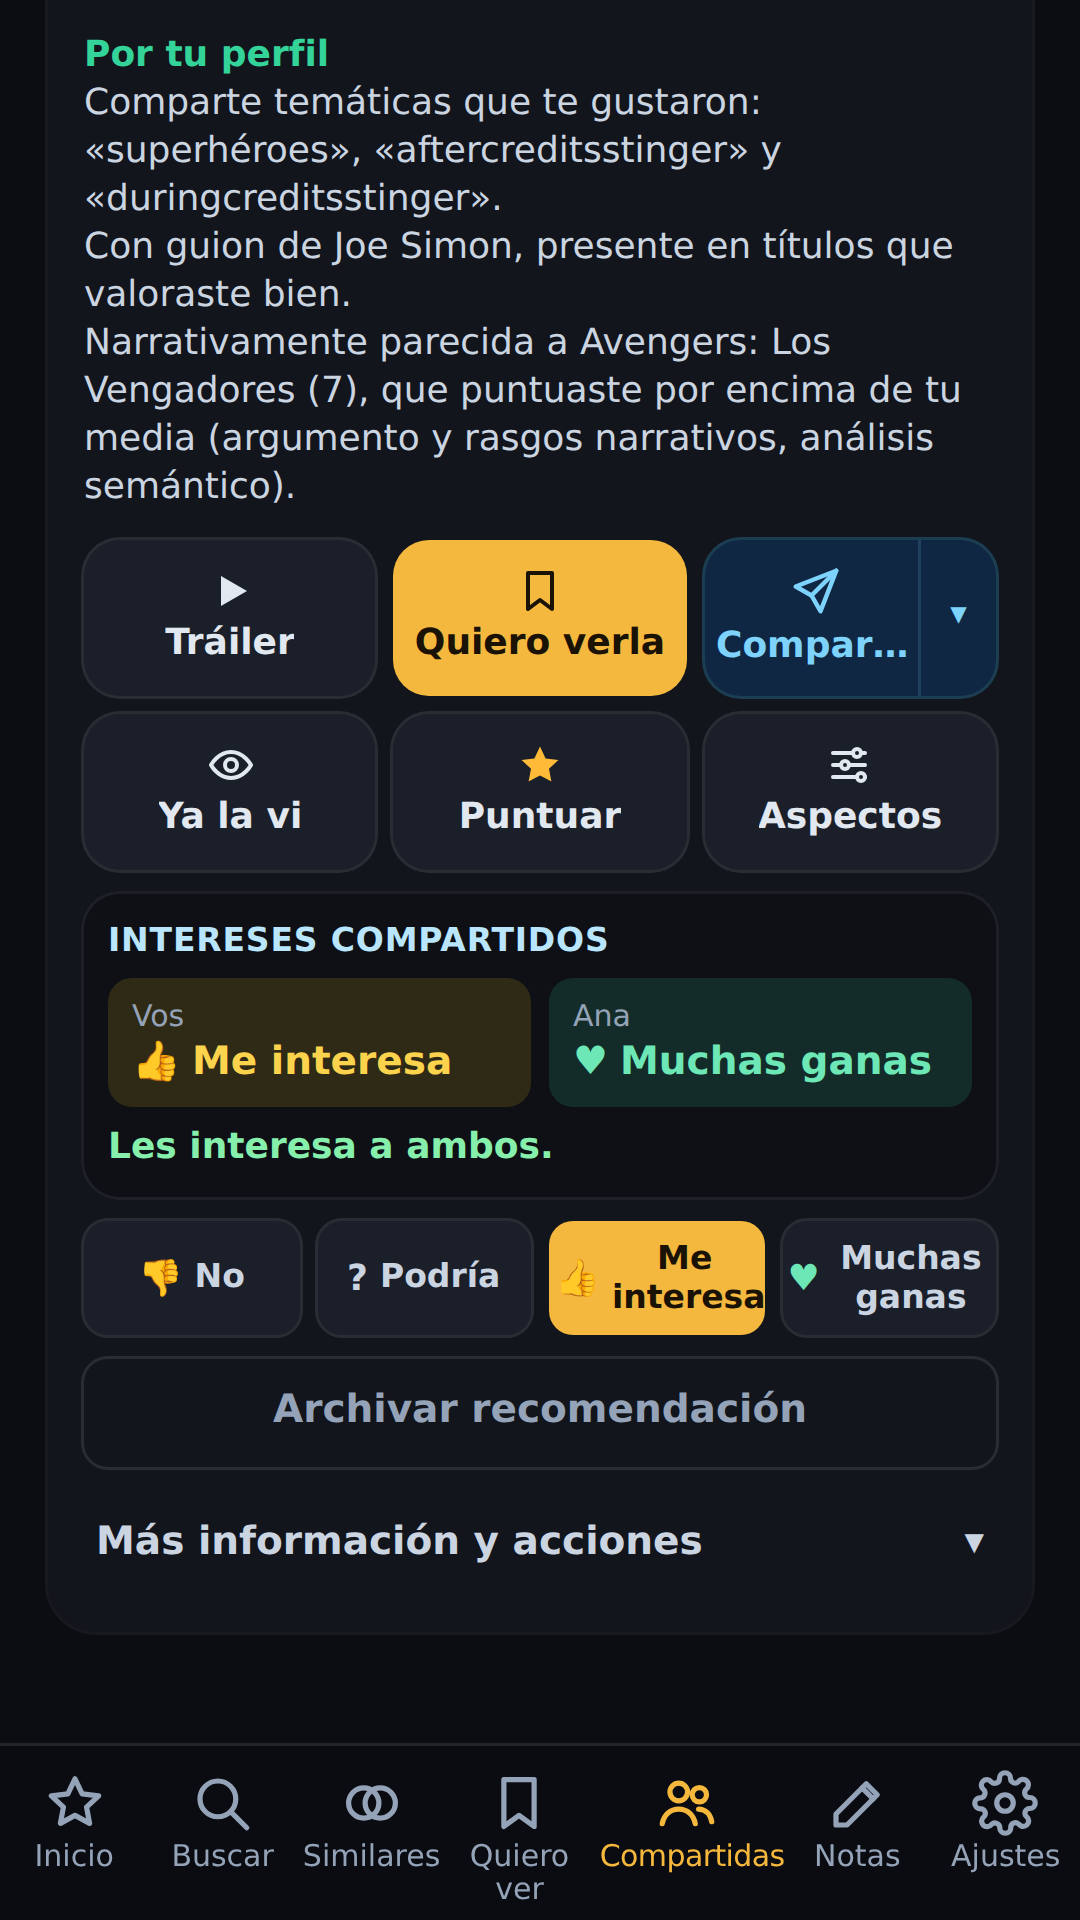 Por tu perfil
Comparte temáticas que te gustaron:
«superhéroes», «aftercreditsstinger» y
«duringcreditsstinger».
Con guion de Joe Simon, presente en títulos que
valoraste bien.
Narrativamente parecida a Avengers: Los
Vengadores (7), que puntuaste por encima de tu
media (argumento y rasgos narrativos, análisis
semántico).
Tráiler
Quiero verla
Compar...
Ya la vi
Puntuar
Aspectos
INTERESES COMPARTIDOS
Vos
👍 Me interesa
Ana
♥ Muchas ganas
Les interesa a ambos.
👎 No
? Podría
👍 Me
interesa
♥ Muchas
ganas
Archivar recomendación
Más información y acciones ▼
Inicio
Buscar
Similares
Quiero
ver
Compartidas
Notas
Ajustes